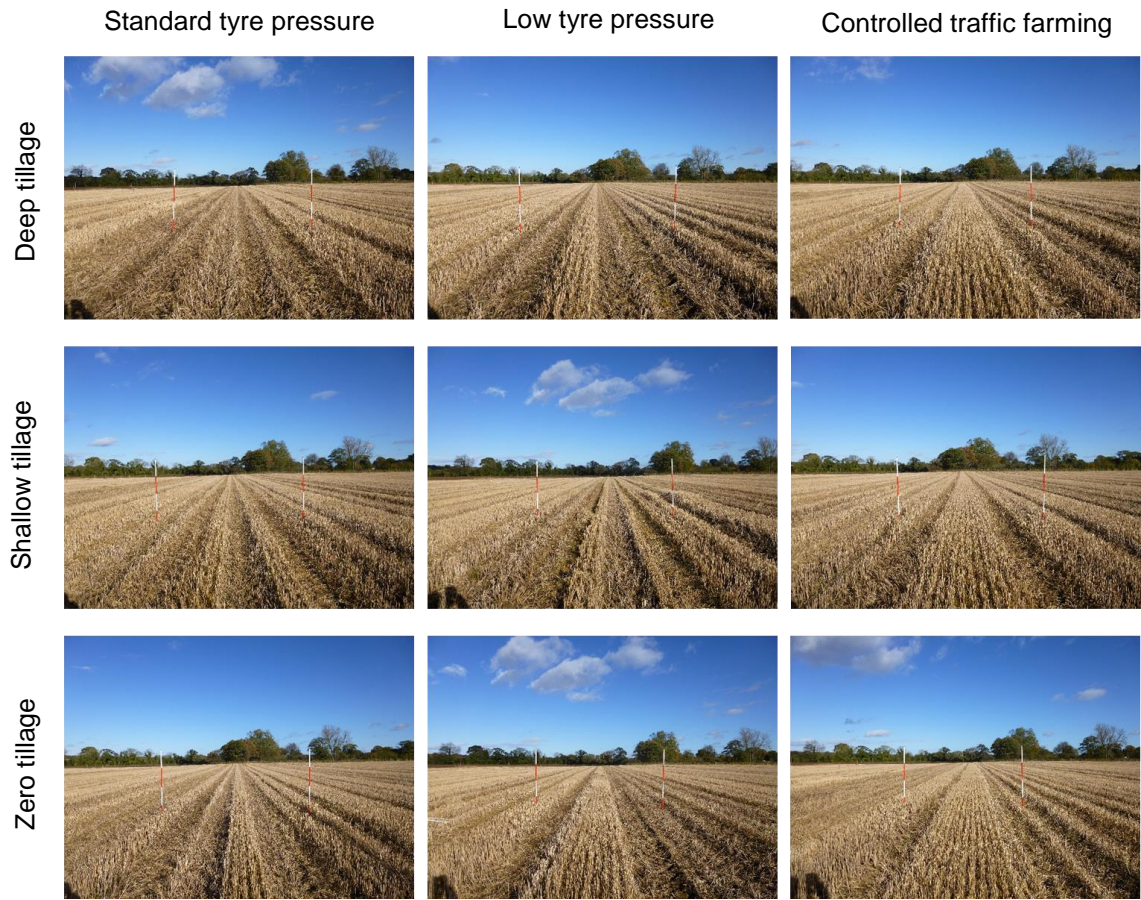 Standard tyre pressure
Low tyre pressure
Controlled traffic farming
Deep tillage
Shallow tillage
Zero tillage